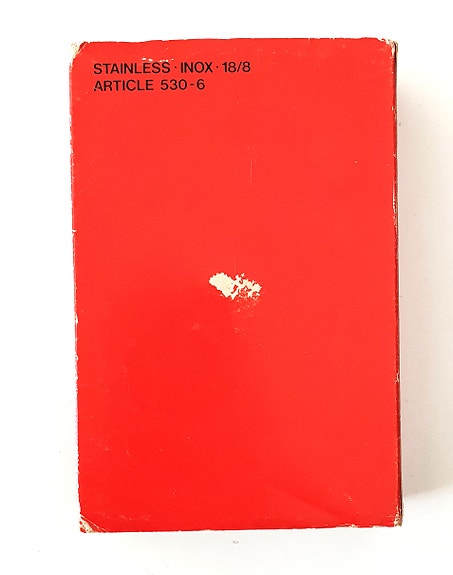 STAINLESS · INOX · 18/8
ARTICLE 530-6